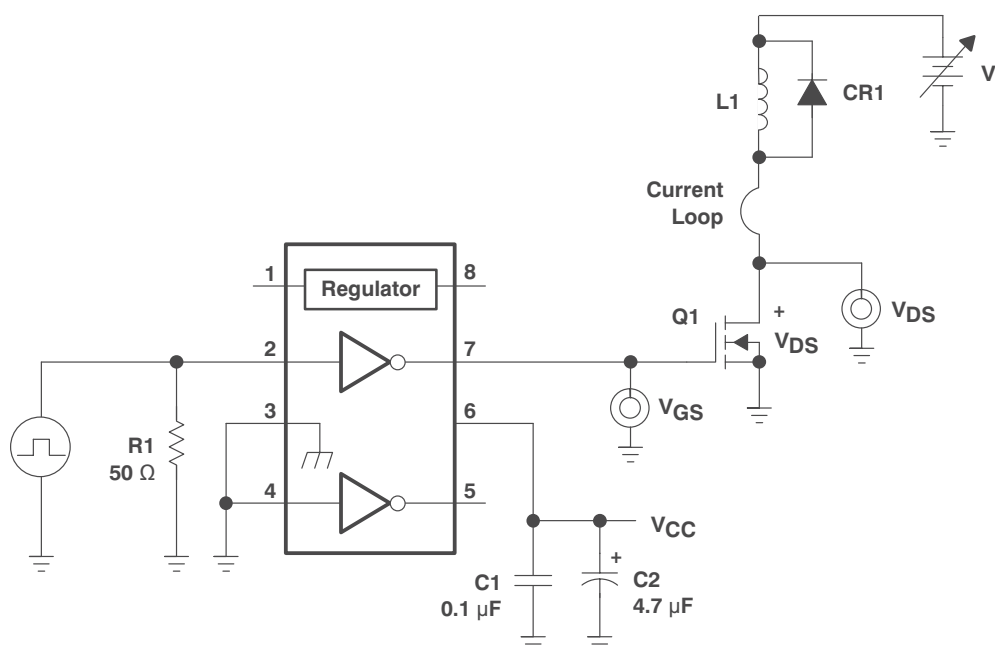 V
L1
CR1
Current
Loop
1
Regulator
8
Q1
+
VDS
VDS
2
7
3
6
VGS
R1
50 Ω
4
5
VCC
C1
0.1 μF
+
C2
4.7 μF